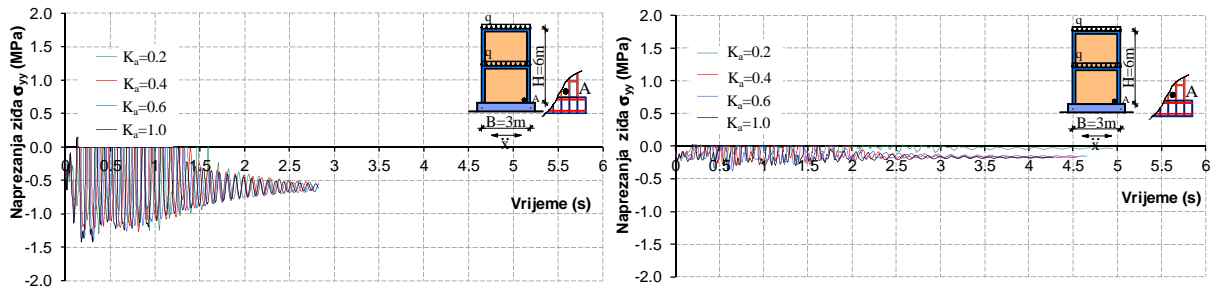 Naprezanja zida σyy (MPa)
2.0
1.5
1.0
0.5
0.0
-0.5
-1.0
-1.5
-2.0
Ka=0.2
Ka=0.4
Ka=0.6
Ka=1.0
q
q
H=6m
A
A
B=3m
ẍ
0 0.5 1 1.5 2 2.5 3 3.5 4 4.5 5 5.5 6
Vrijeme (s)
Naprezanja zida σyy (MPa)
2.0
1.5
1.0
0.5
0.0
-0.5
-1.0
-1.5
-2.0
Ka=0.2
Ka=0.4
Ka=0.6
Ka=1.0
q
q
H=6m
A
A
B=3m
ẍ
0 0.5 1 1.5 2 2.5 3 3.5 4 4.5 5 5.5 6
Vrijeme (s)